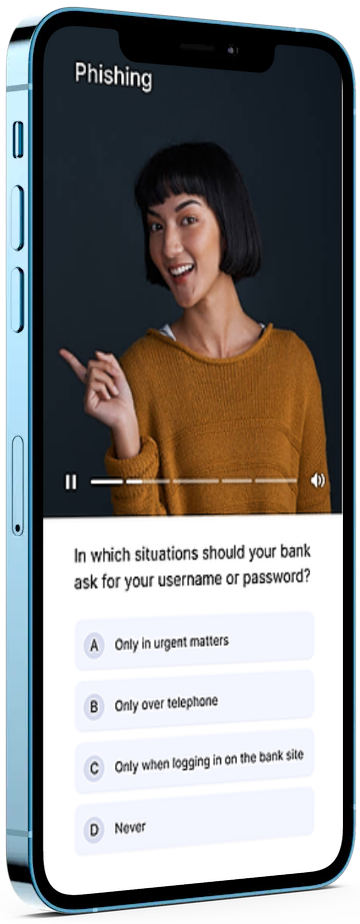 Phishing
In which situations should your bank
ask for your username or password?
A Only in urgent matters
B Only over telephone
C Only when logging in on the bank site
D Never